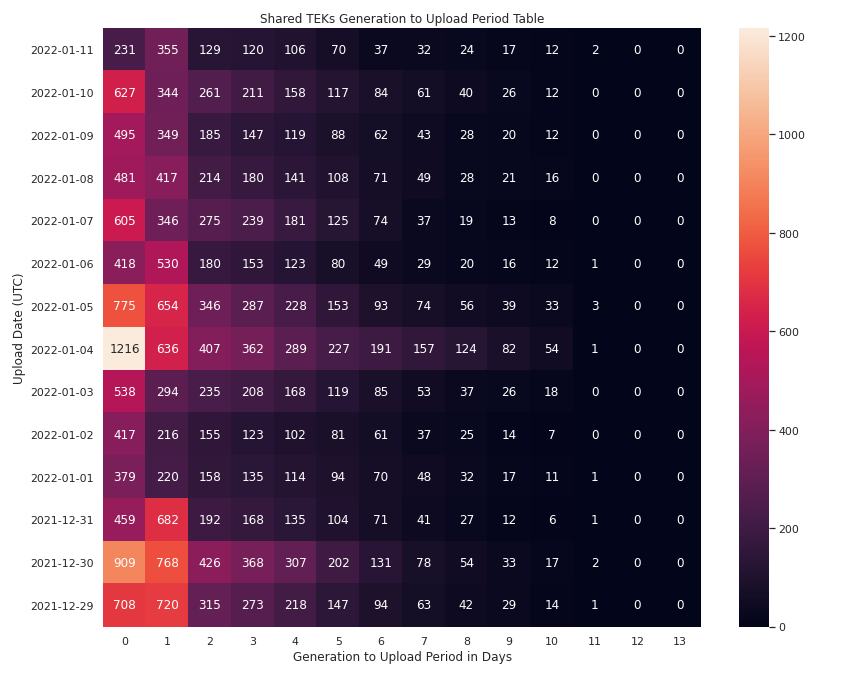 Shared TEKs Generation to Upload Period Table
Upload Date (UTC)
2022-01-11 231 355 129 120 106 70 37 32 24 17 12 2 0 0
2022-01-10 627 344 261 211 158 117 84 61 40 26 12 0 0 0
2022-01-09 495 349 185 147 119 88 62 43 28 20 12 0 0 0
2022-01-08 481 417 214 180 141 108 71 49 28 21 16 0 0 0
2022-01-07 605 346 275 239 181 125 74 37 19 13 8 0 0 0
2022-01-06 418 530 180 153 123 80 49 29 20 16 12 1 0 0
2022-01-05 775 654 346 287 228 153 93 74 56 39 33 3 0 0
2022-01-04 1216 636 407 362 289 227 191 157 124 82 54 1 0 0
2022-01-03 538 294 235 208 168 119 85 53 37 26 18 0 0 0
2022-01-02 417 216 155 123 102 81 61 37 25 14 7 0 0 0
2022-01-01 379 220 158 135 114 94 70 48 32 17 11 1 0 0
2021-12-31 459 682 192 168 135 104 71 41 27 12 6 1 0 0
2021-12-30 909 768 426 368 307 202 131 78 54 33 17 2 0 0
2021-12-29 708 720 315 273 218 147 94 63 42 29 14 1 0 0
0 1 2 3 4 5 6 7 8 9 10 11 12 13
Generation to Upload Period in Days
1200
1000
800
600
400
200
0